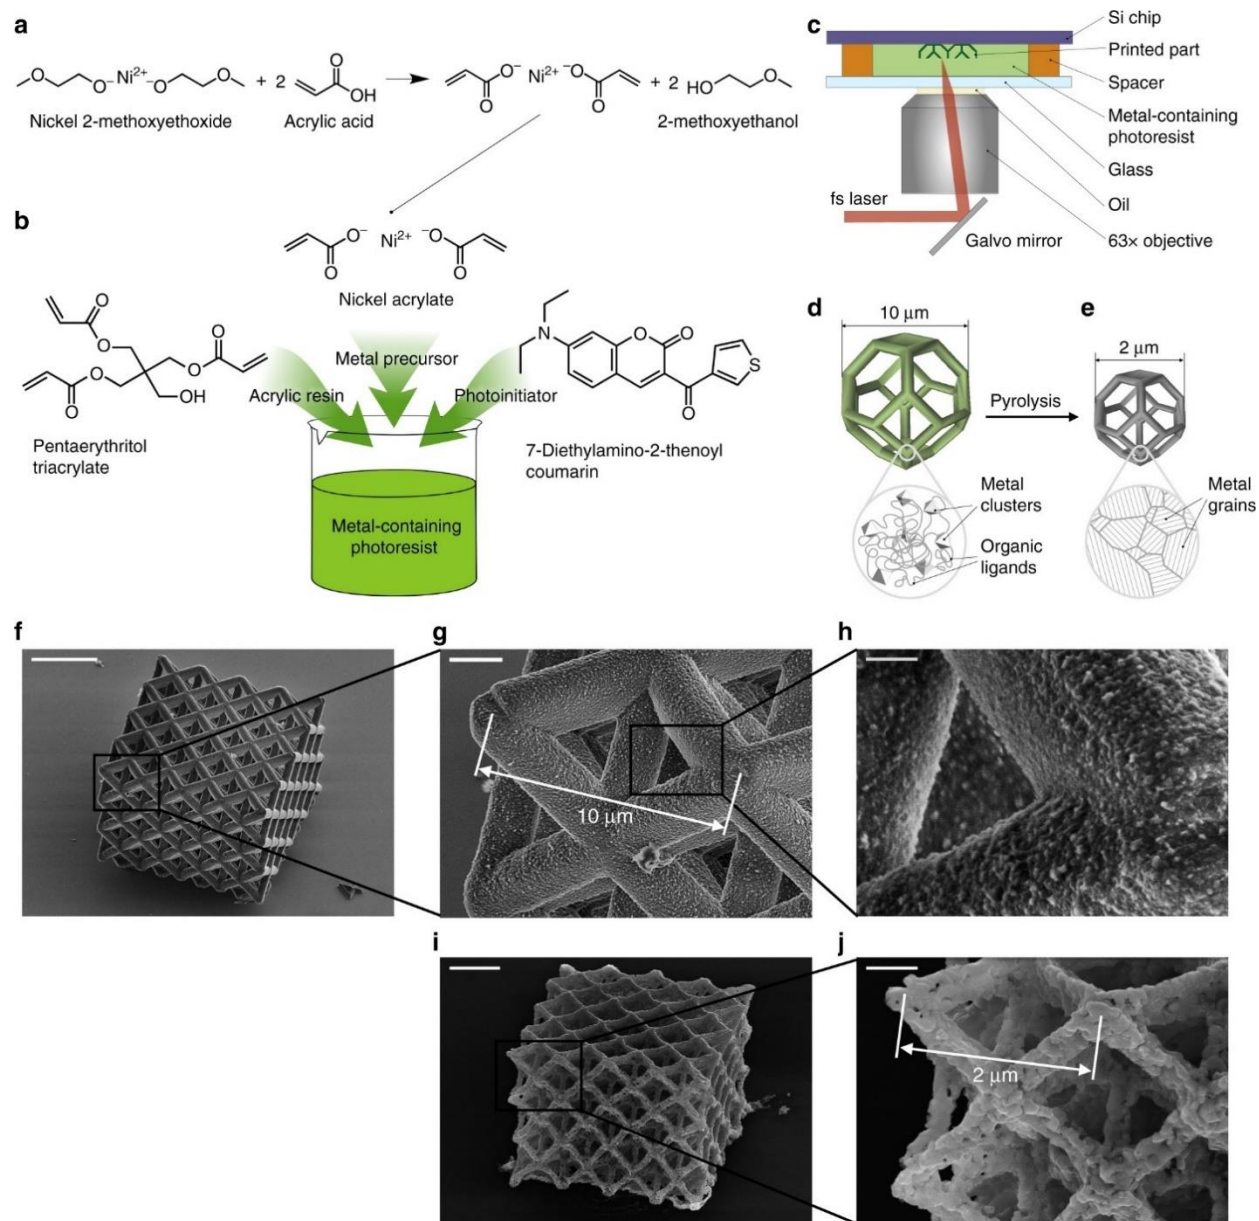 a
O
O⁻ Ni²⁺ ⁻O
O
+ 2
O
OH
O⁻ Ni²⁺ ⁻O
O
O
+ 2
HO
O
Nickel 2-methoxyethoxide
Acrylic acid
2-methoxyethanol
b
O⁻ Ni²⁺ ⁻O
O
O
Nickel acrylate
O
O
O
O
O
O
OH
Pentaerythritol
triacrylate
Acrylic resin
Metal precursor
Photoinitiator
N
O
O
S
O
7-Diethylamino-2-thenoyl
coumarin
Metal-containing
photoresist
c
Si chip
Printed part
Spacer
Metal-containing
photoresist
Glass
Oil
63× objective
fs laser
Galvo mirror
d
10 μm
Pyrolysis
e
2 μm
Metal
clusters
Organic
ligands
Metal
grains
f
g
10 μm
h
i
j
2 μm